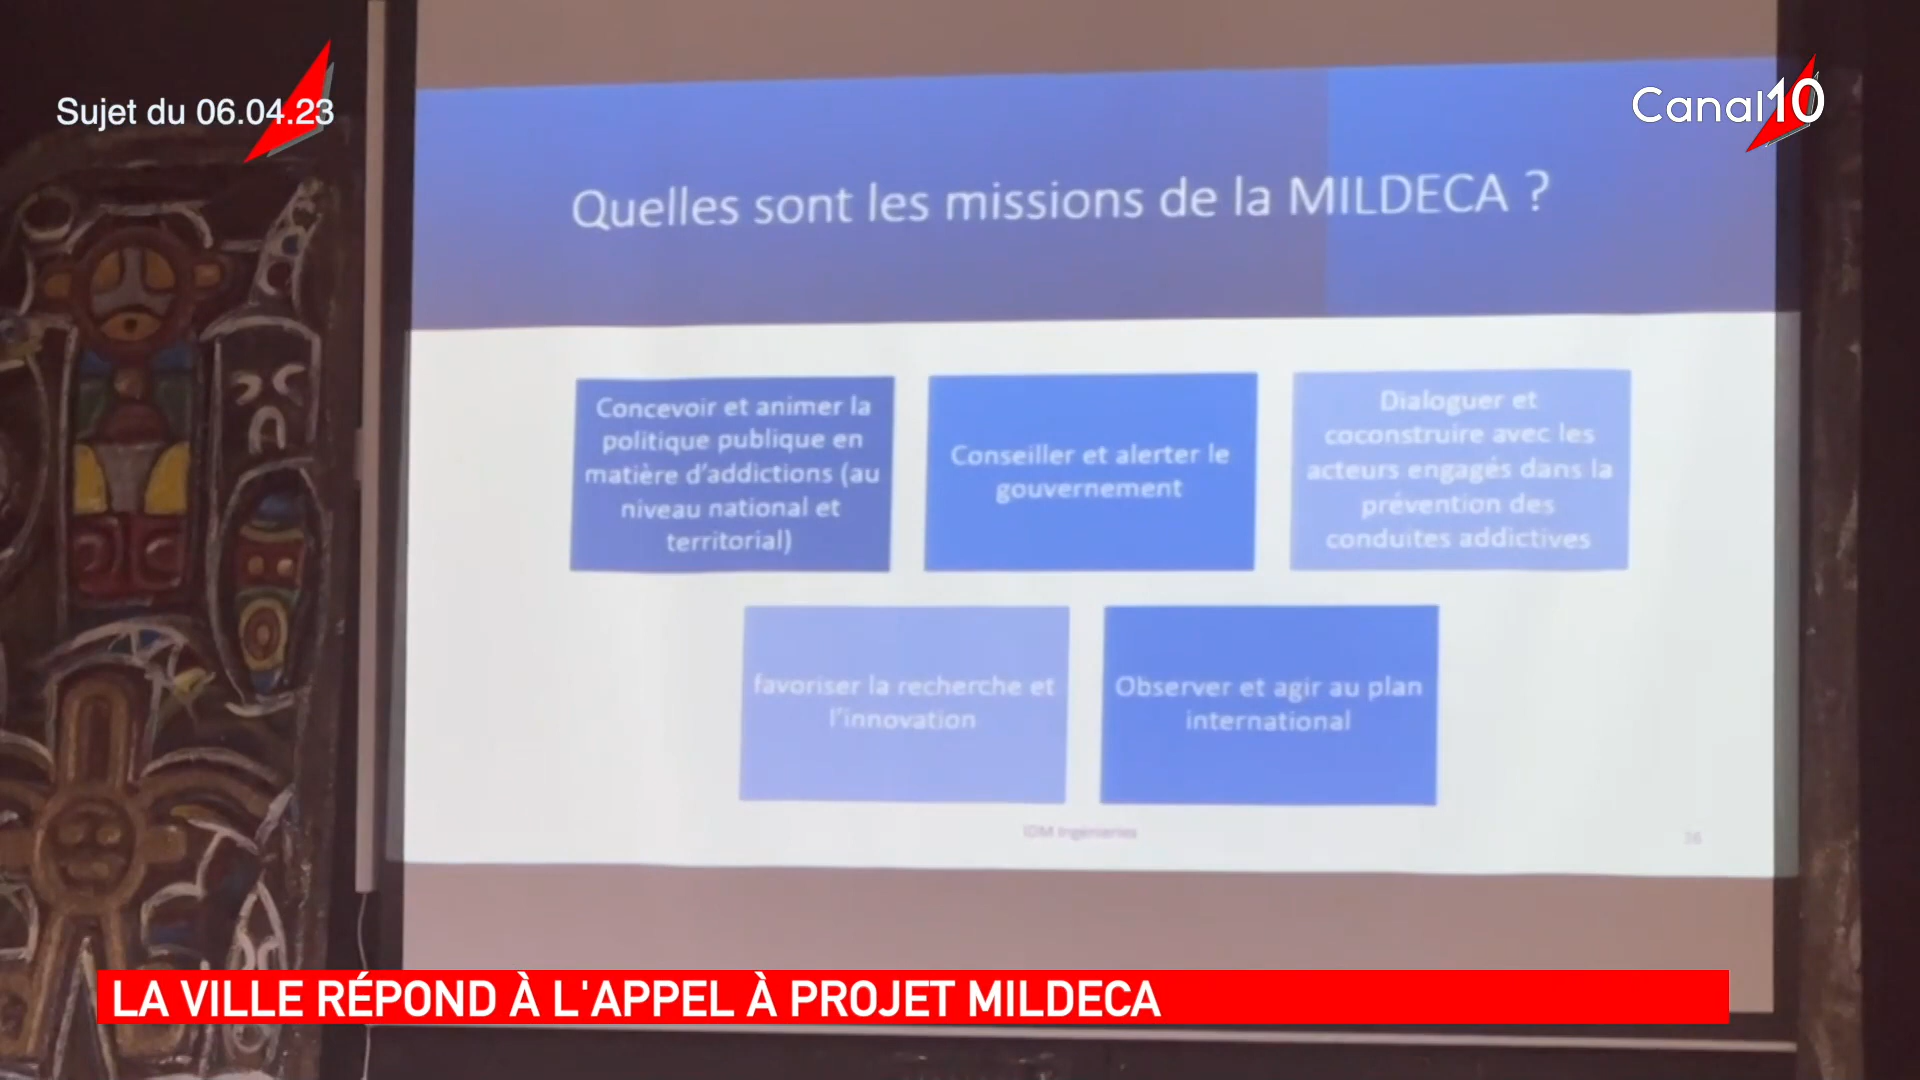 Sujet du 06.04.23
Canal10
Quelles sont les missions de la MILDECA ?
Concevoir et animer la
politique publique en
matière d'addictions (au
niveau national et
territorial)
Conseiller et alerter le
gouvernement
Dialoguer et
coconstruire avec les
acteurs engagés dans la
prévention des
conduites addictives
favoriser la recherche et
l'innovation
Observer et agir au plan
international
IDM Ingénieries
LA VILLE RÉPOND À L'APPEL À PROJET MILDECA